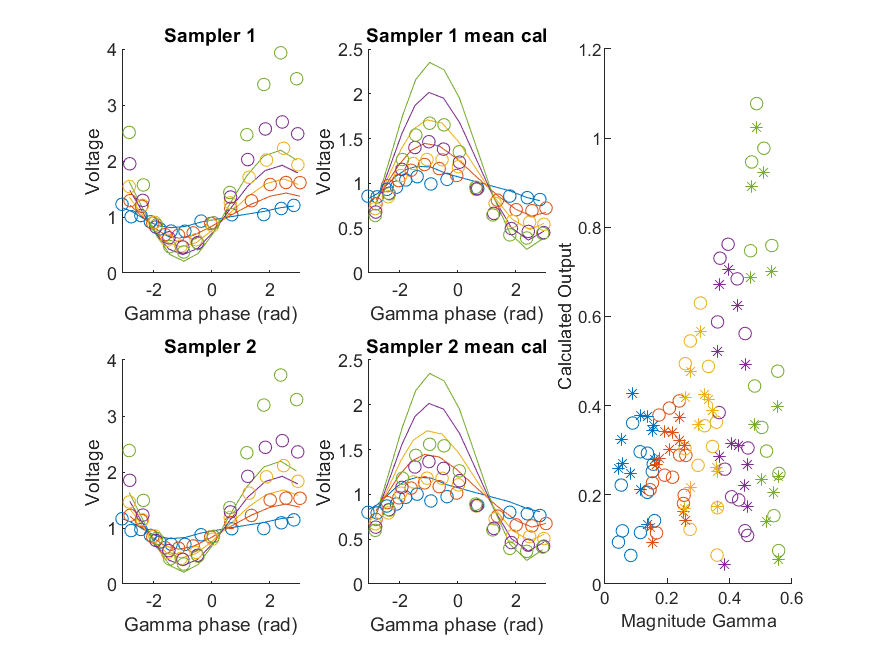 Sampler 1
4
3
2
1
0
Voltage
-2 0 2
Gamma phase (rad)
Sampler 1 mean cal
2.5
2
1.5
1
0.5
0
Voltage
-2 0 2
Gamma phase (rad)
Sampler 2
4
3
2
1
0
Voltage
-2 0 2
Gamma phase (rad)
Sampler 2 mean cal
2.5
2
1.5
1
0.5
0
Voltage
-2 0 2
Gamma phase (rad)
1.2
1
0.8
0.6
0.4
0.2
0
Calculated Output
0 0.2 0.4 0.6
Magnitude Gamma